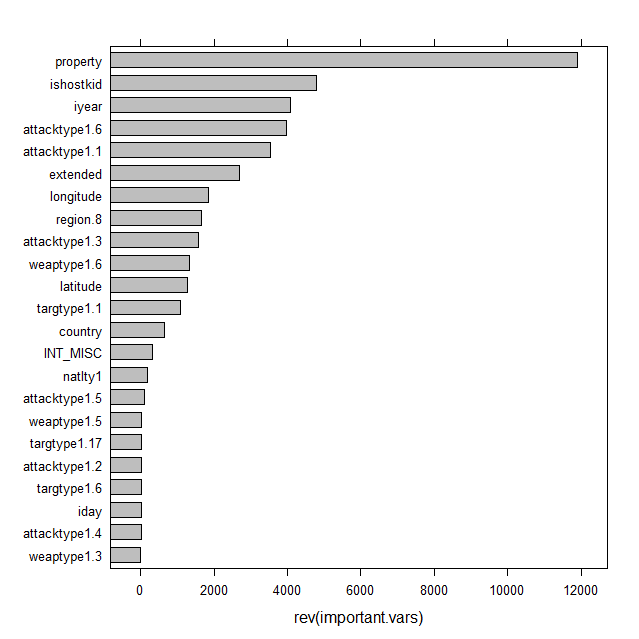 property
ishostkid
iyear
attacktype1.6
attacktype1.1
extended
longitude
region.8
attacktype1.3
weaptype1.6
latitude
targtype1.1
country
INT_MISC
natlty1
attacktype1.5
weaptype1.5
targtype1.17
attacktype1.2
targtype1.6
iday
attacktype1.4
weaptype1.3
0 2000 4000 6000 8000 10000 12000
rev(important.vars)